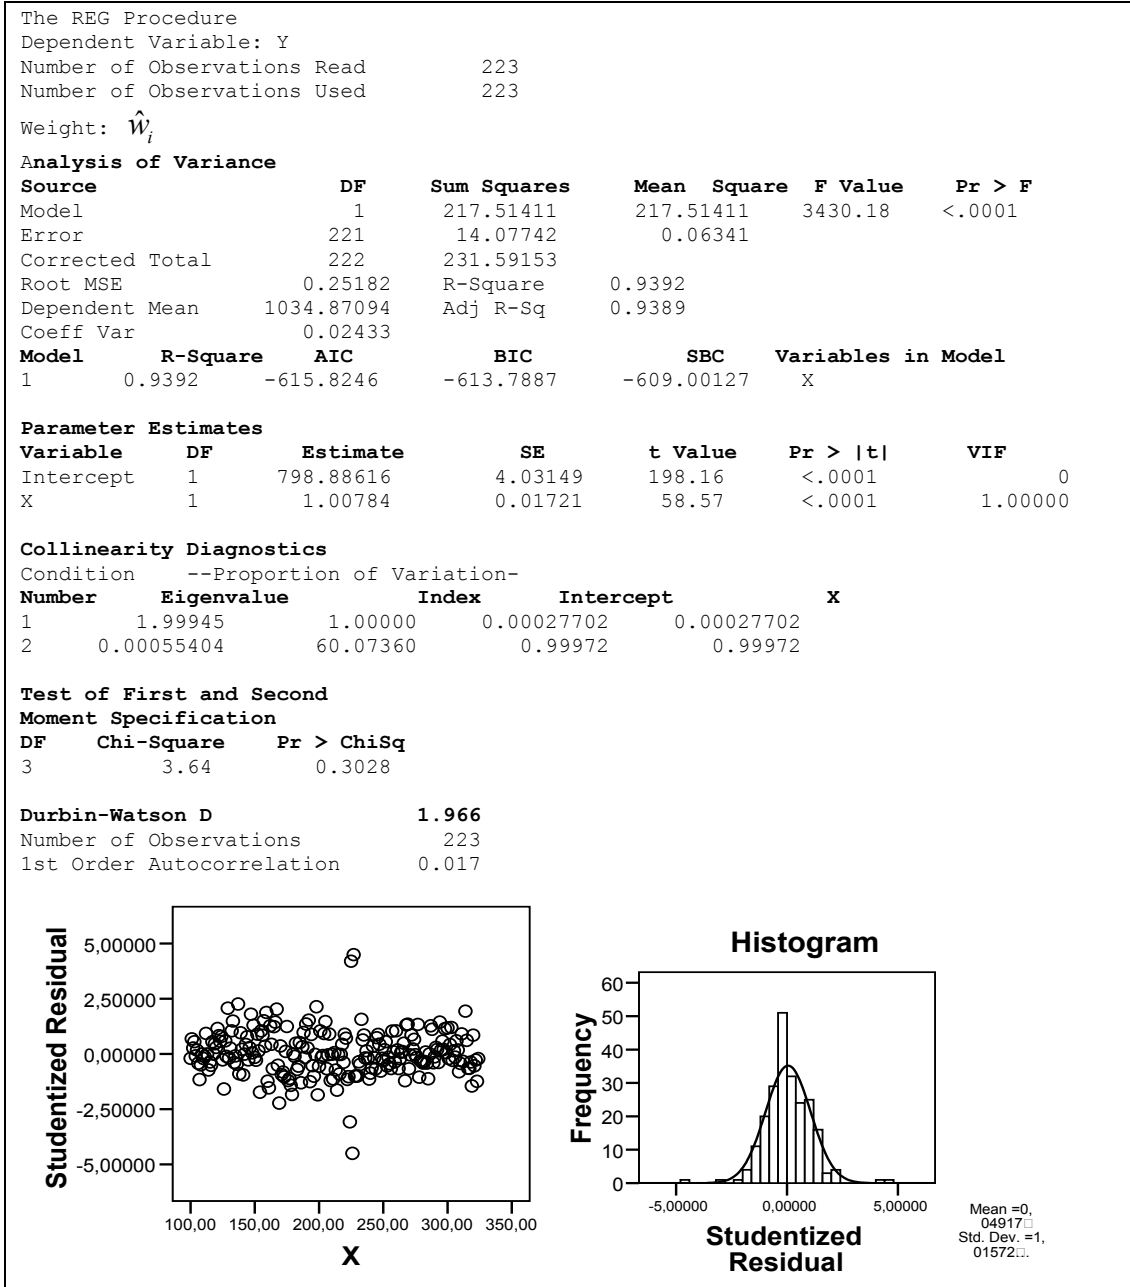 The REG Procedure
Dependent Variable: Y
Number of Observations Read 223
Number of Observations Used 223
Weight: ŵi
Analysis of Variance
Source DF Sum Squares Mean Square F Value Pr > F
Model 1 217.51411 217.51411 3430.18 <.0001
Error 221 14.07742 0.06341
Corrected Total 222 231.59153
Root MSE 0.25182 R-Square 0.9392
Dependent Mean 1034.87094 Adj R-Sq 0.9389
Coeff Var 0.02433
Model R-Square AIC BIC SBC Variables in Model
1 0.9392 -615.8246 -613.7887 -609.00127 X
Parameter Estimates
Variable DF Estimate SE t Value Pr > |t| VIF
Intercept 1 798.88616 4.03149 198.16 <.0001 0
X 1 1.00784 0.01721 58.57 <.0001 1.00000
Collinearity Diagnostics
Condition --Proportion of Variation-
Number Eigenvalue Index Intercept X
1 1.99945 1.00000 0.00027702 0.00027702
2 0.00055404 60.07360 0.99972 0.99972
Test of First and Second
Moment Specification
DF Chi-Square Pr > ChiSq
3 3.64 0.3028
Durbin-Watson D 1.966
Number of Observations 223
1st Order Autocorrelation 0.017
Studentized Residual
5,00000
2,50000
0,00000
-2,50000
-5,00000
100,00 150,00 200,00 250,00 300,00 350,00
X
Histogram
Frequency
60
50
40
30
20
10
0
-5,00000 0,00000 5,00000
Studentized
Residual
Mean =0,
04917□
Std. Dev. =1,
01572□.